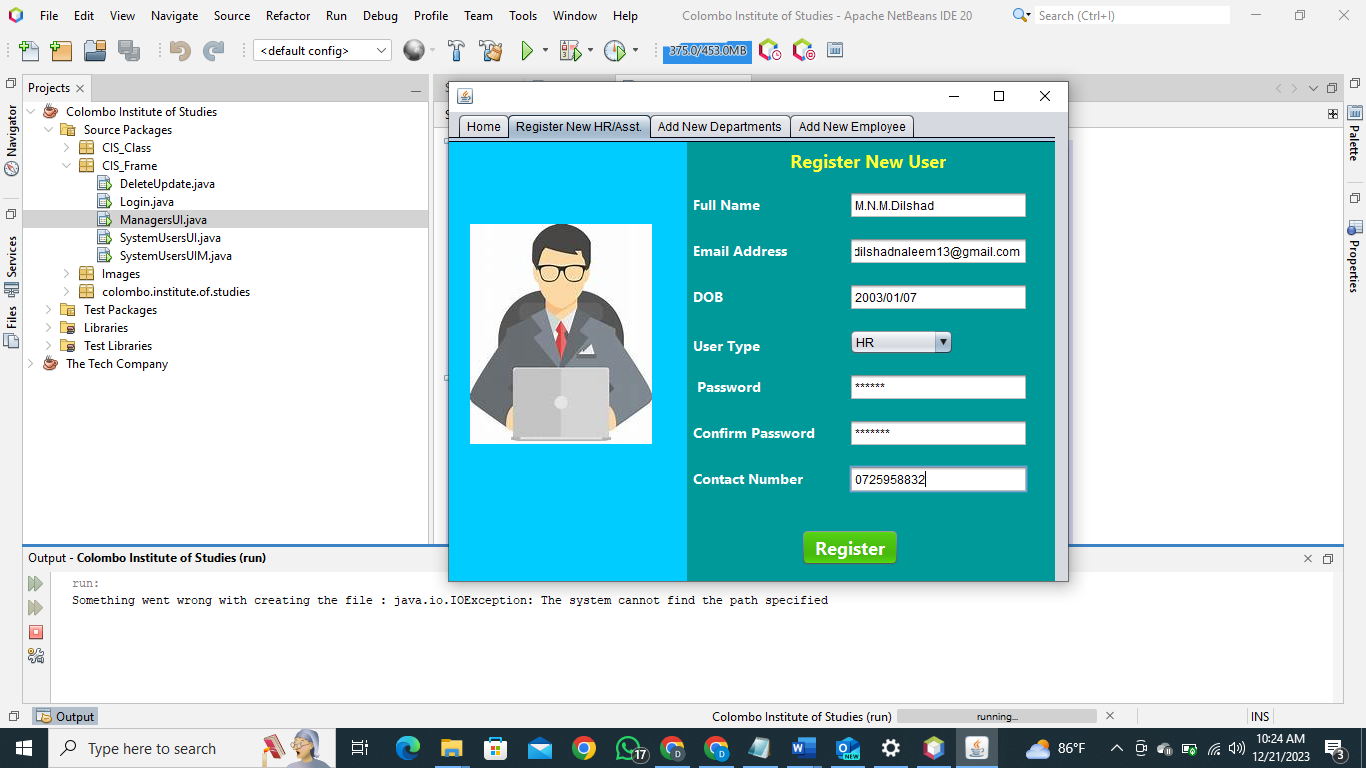 File Edit View Navigate Source Refactor Run Debug Profile Team Tools Window Help
Colombo Institute of Studies - Apache NetBeans IDE 20
Search (Ctrl+I)
<default config>
375.0/453.0MB
Projects
Navigator
Services
Files
Palette
Properties
Colombo Institute of Studies
Source Packages
CIS_Class
CIS_Frame
DeleteUpdate.java
Login.java
ManagersUI.java
SystemUsersUI.java
SystemUsersUIM.java
Images
colombo.institute.of.studies
Test Packages
Libraries
Test Libraries
The Tech Company
Home Register New HR/Asst. Add New Departments Add New Employee
Register New User
Full Name M.N.M.Dilshad
Email Address dilshadnaleem13@gmail.com
DOB 2003/01/07
User Type HR
Password ******
Confirm Password *******
Contact Number 0725958832
Register
Output - Colombo Institute of Studies (run)
run:
Something went wrong with creating the file : java.io.IOException: The system cannot find the path specified
Output
Colombo Institute of Studies (run) running... INS
Type here to search
17
NEW
86°F
10:24 AM
12/21/2023
3